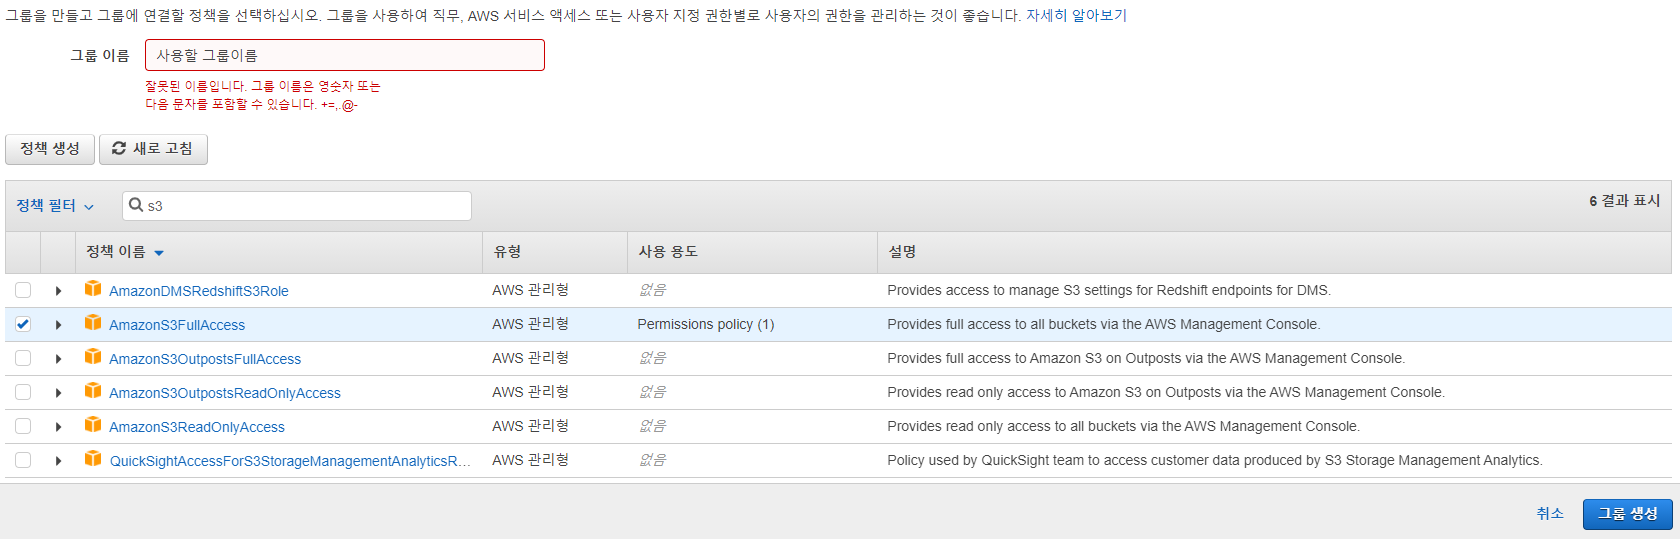 그룹을 만들고 그룹에 연결할 정책을 선택하십시오. 그룹을 사용하여 직무, AWS 서비스 액세스 또는 사용자 지정 권한별로 사용자의 권한을 관리하는 것이 좋습니다. 자세히 알아보기
그룹 이름 사용할 그룹이름
잘못된 이름입니다. 그룹 이름은 영숫자 또는
다음 문자를 포함할 수 있습니다. +=,.@-
정책 생성 새로 고침
정책 필터 s3 6 결과 표시
정책 이름 유형 사용 용도 설명
AmazonDMSRedshiftS3Role AWS 관리형 없음 Provides access to manage S3 settings for Redshift endpoints for DMS.
AmazonS3FullAccess AWS 관리형 Permissions policy (1) Provides full access to all buckets via the AWS Management Console.
AmazonS3OutpostsFullAccess AWS 관리형 없음 Provides full access to Amazon S3 on Outposts via the AWS Management Console.
AmazonS3OutpostsReadOnlyAccess AWS 관리형 없음 Provides read only access to Amazon S3 on Outposts via the AWS Management Console.
AmazonS3ReadOnlyAccess AWS 관리형 없음 Provides read only access to all buckets via the AWS Management Console.
QuickSightAccessForS3StorageManagementAnalyticsR... AWS 관리형 없음 Policy used by QuickSight team to access customer data produced by S3 Storage Management Analytics.
취소 그룹 생성